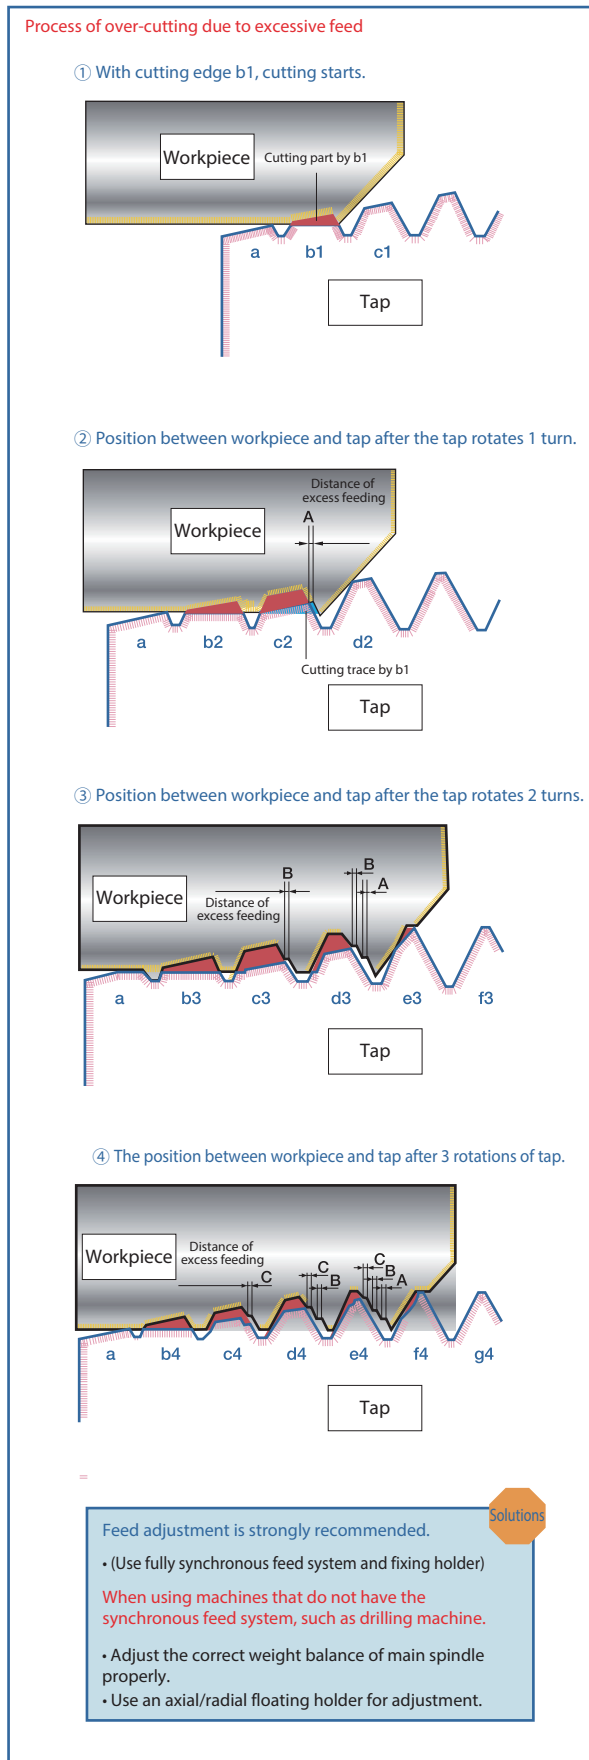 Process of over-cutting due to excessive feed
① With cutting edge b1, cutting starts.
Workpiece
Cutting part by b1
a b1 c1
Tap
② Position between workpiece and tap after the tap rotates 1 turn.
Distance of
excess feeding
A
Workpiece
a b2 c2 d2
Cutting trace by b1
Tap
③ Position between workpiece and tap after the tap rotates 2 turns.
B
B
A
Workpiece
Distance of
excess feeding
a b3 c3 d3 e3 f3
Tap
④ The position between workpiece and tap after 3 rotations of tap.
Workpiece
Distance of
excess feeding
C
C
B
C
B
A
a b4 c4 d4 e4 f4 g4
Tap
Solutions
Feed adjustment is strongly recommended.
• (Use fully synchronous feed system and fixing holder)
When using machines that do not have the
synchronous feed system, such as drilling machine.
• Adjust the correct weight balance of main spindle
properly.
• Use an axial/radial floating holder for adjustment.